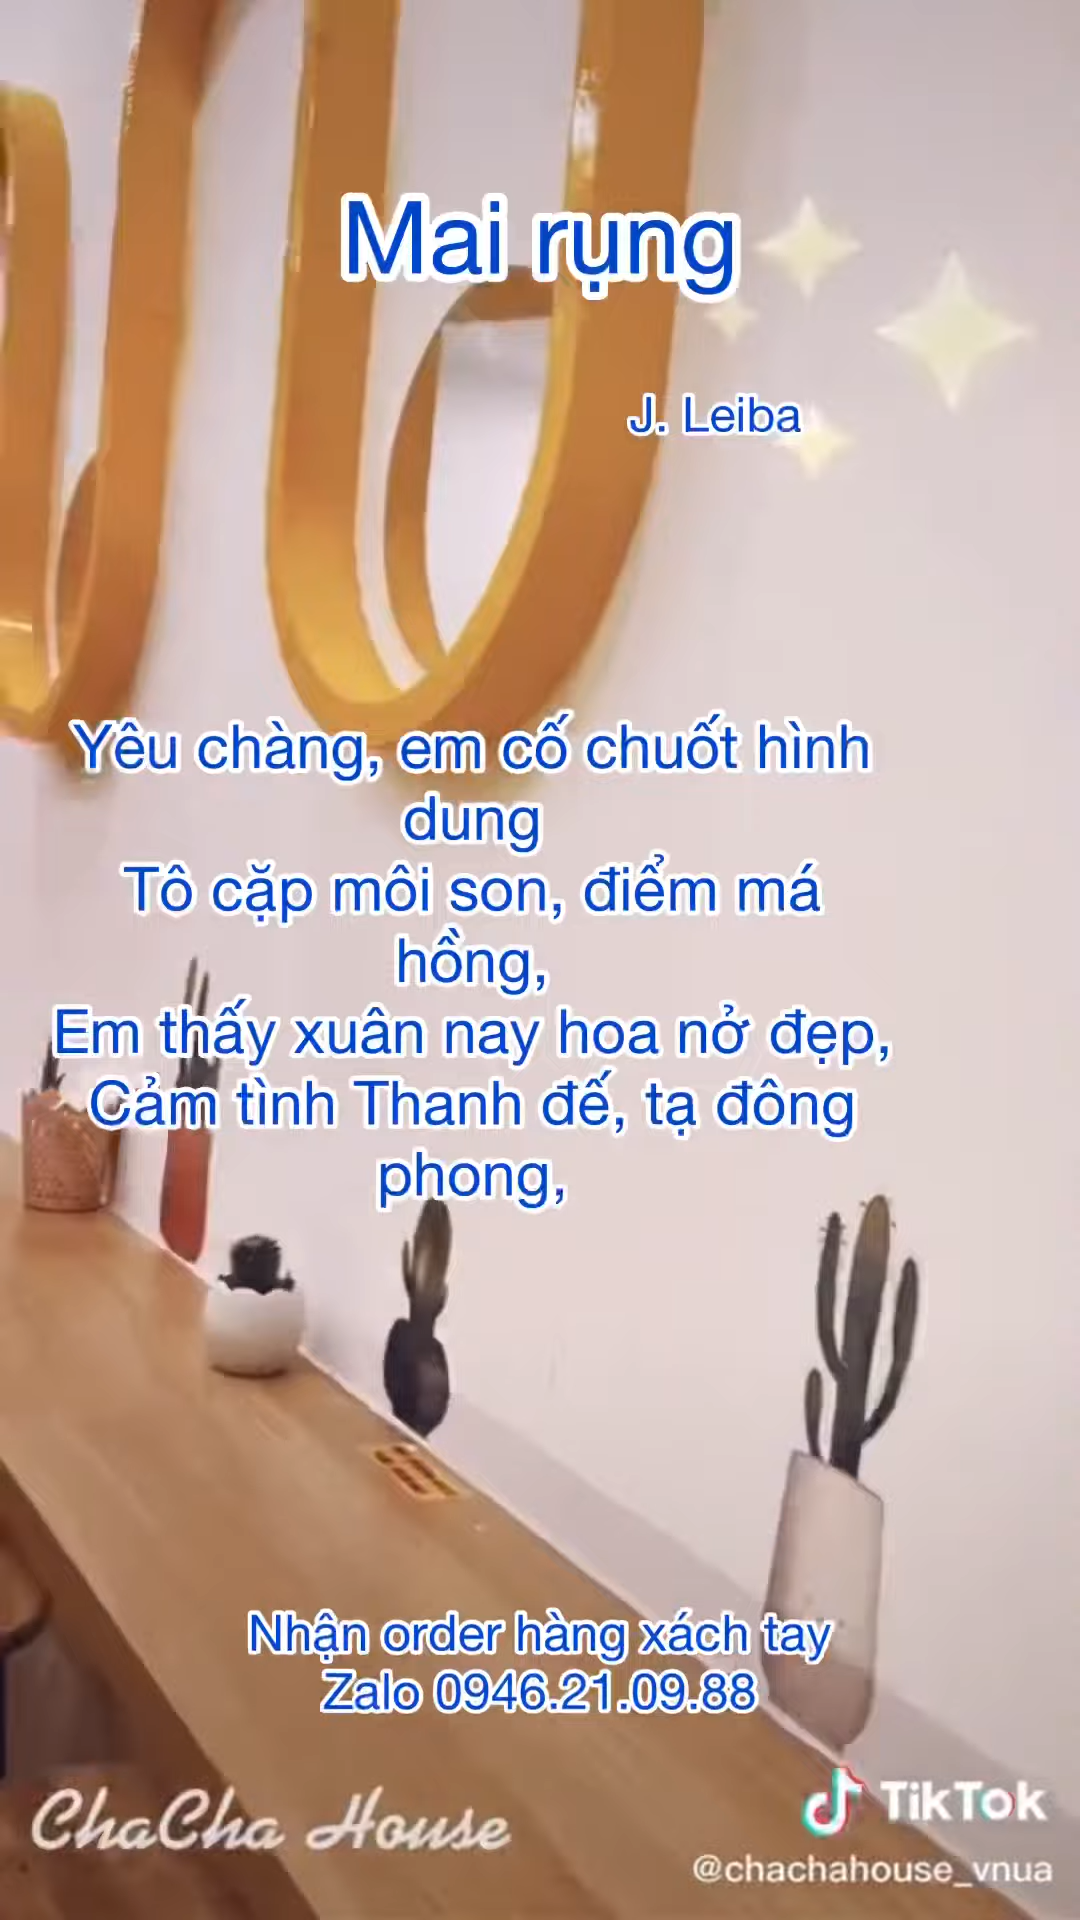 Mai rụng
J. Leiba
Yêu chàng, em cố chuốt hình
dung
Tô cặp môi son, điểm má
hồng,
Em thấy xuân nay hoa nở đẹp,
Cảm tình Thanh đế, tạ đông
phong,
Nhận order hàng xách tay
Zalo 0946.21.09.88
ChaCha House
TikTok
@chachahouse_vnua